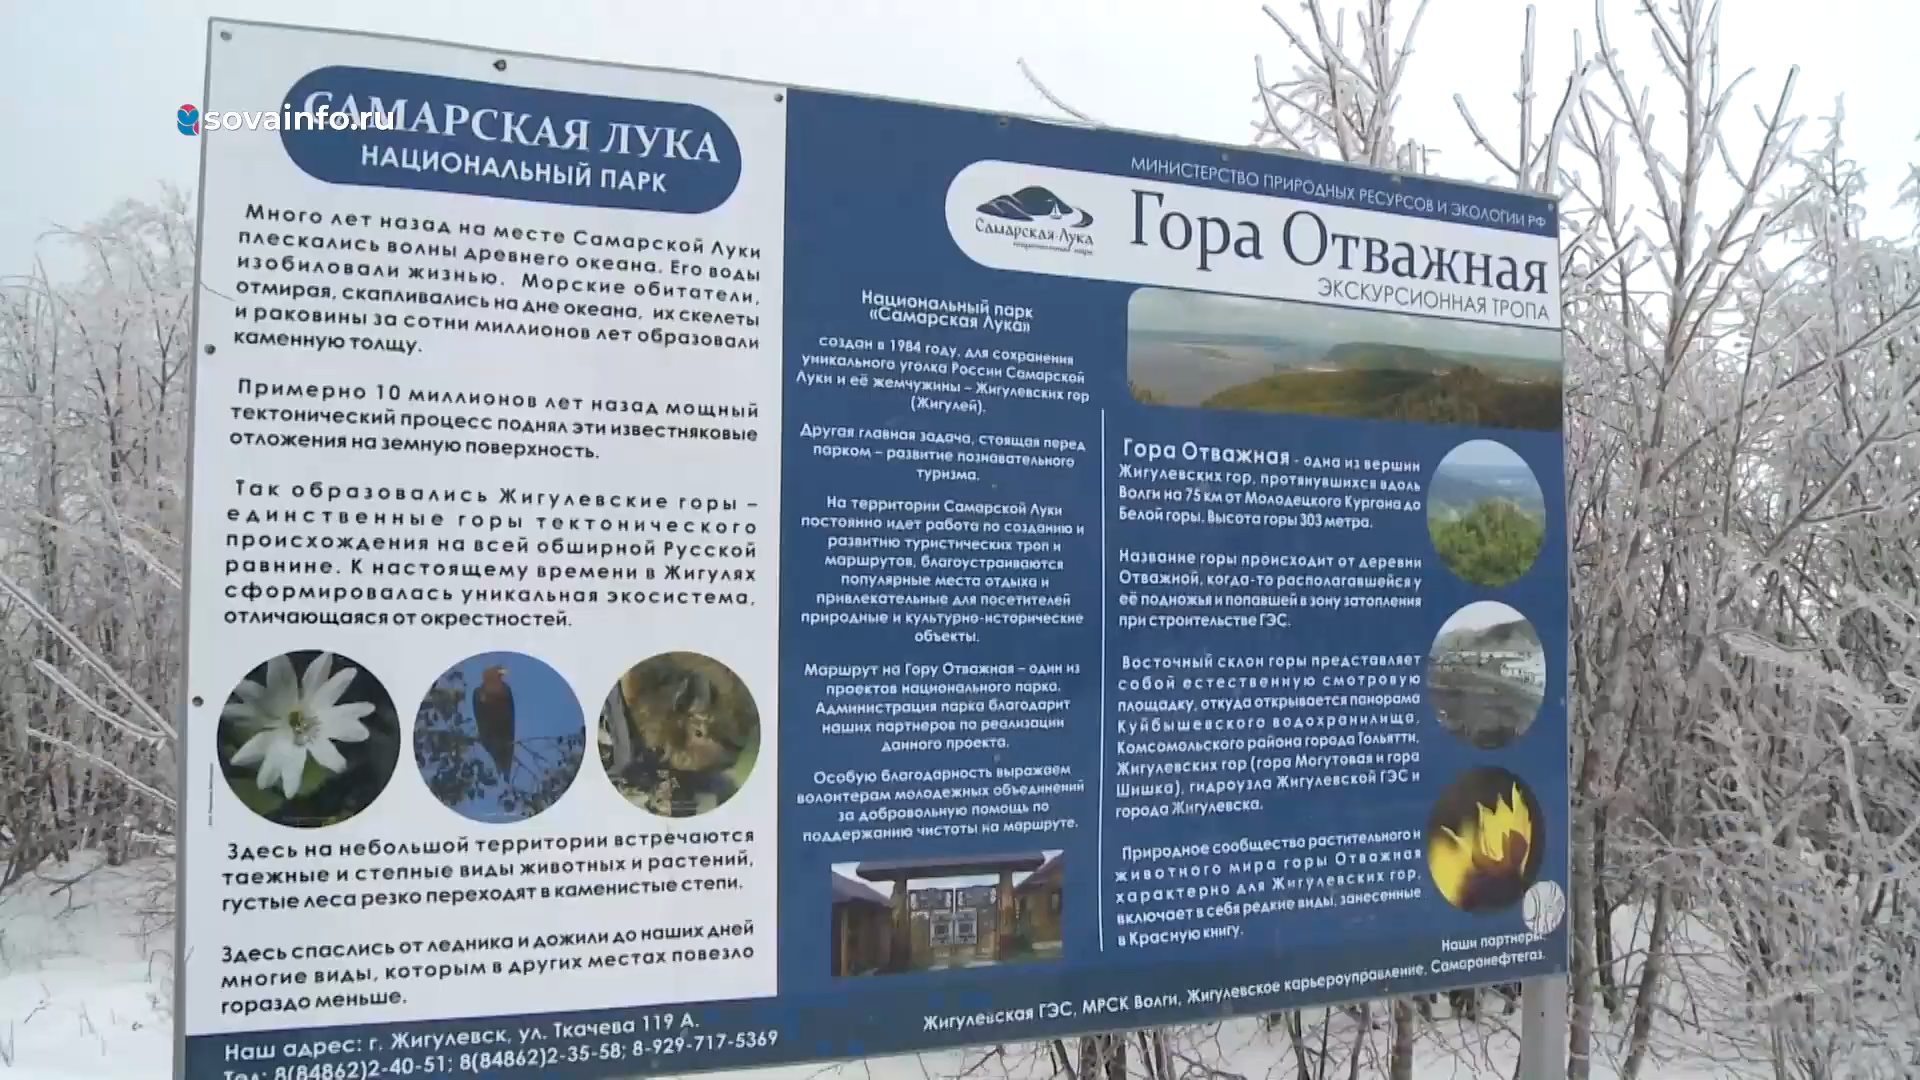 sovainfo.ru
САМАРСКАЯ ЛУКА
НАЦИОНАЛЬНЫЙ ПАРК
Много лет назад на месте Самарской Луки
плескались волны древнего океана. Его воды
изобиловали жизнью. Морские обитатели,
отмирая, скапливались на дне океана, их скелеты
и раковины за сотни миллионов лет образовали
каменную толщу.
Примерно 10 миллионов лет назад мощный
тектонический процесс поднял эти известняковые
отложения на земную поверхность.
Так образовались Жигулевские горы –
единственные горы тектонического
происхождения на всей обширной Русской
равнине. К настоящему времени в Жигулях
сформировалась уникальная экосистема,
отличающаяся от окрестностей.
Здесь на небольшой территории встречаются
таежные и степные виды животных и растений,
густые леса резко переходят в каменистые степи.
Здесь спаслись от ледника и дожили до наших дней
многие виды, которым в других местах повезло
гораздо меньше.
Наш адрес: г. Жигулевск, ул. Ткачева 119 А.
Тел: 8(84862)2-40-51; 8(84862)2-35-58; 8-929-717-5369
МИНИСТЕРСТВО ПРИРОДНЫХ РЕСУРСОВ И ЭКОЛОГИИ РФ
Самарская Лука
национальный парк
Гора Отважная
ЭКСКУРСИОННАЯ ТРОПА
Национальный парк
«Самарская Лука»
создан в 1984 году, для сохранения
уникального уголка России Самарской
Луки и её жемчужины – Жигулевских гор
(Жигулей).
Другая главная задача, стоящая перед
парком – развитие познавательного
туризма.
На территории Самарской Луки
постоянно идет работа по созданию и
развитию туристических троп и
маршрутов, благоустраиваются
популярные места отдыха и
привлекательные для посетителей
природные и культурно-исторические
объекты.
Маршрут на Гору Отважная – один из
проектов национального парка.
Администрация парка благодарит
наших партнеров по реализации
данного проекта.
Особую благодарность выражаем
волонтерам молодежных объединений
за добровольную помощь по
поддержанию чистоты на маршруте.
Гора Отважная - одна из вершин
Жигулевских гор, протянувшихся вдоль
Волги на 75 км от Молодецкого Кургана до
Белой горы. Высота горы 303 метра.
Название горы происходит от деревни
Отважной, когда-то располагавшейся у
её подножья и попавшей в зону затопления
при строительстве ГЭС.
Восточный склон горы представляет
собой естественную смотровую
площадку, откуда открывается панорама
Куйбышевского водохранилища,
Комсомольского района города Тольятти,
Жигулевских гор (гора Могутовая и гора
Шишка), гидроузла Жигулевской ГЭС и
города Жигулевска.
Природное сообщество растительного и
животного мира горы Отважная
характерно для Жигулевских гор,
включает в себя редкие виды, занесенные
в Красную книгу.
Наши партнеры:
Жигулевская ГЭС, МРСК Волги, Жигулевское карьероуправление, Самаранефтегаз.